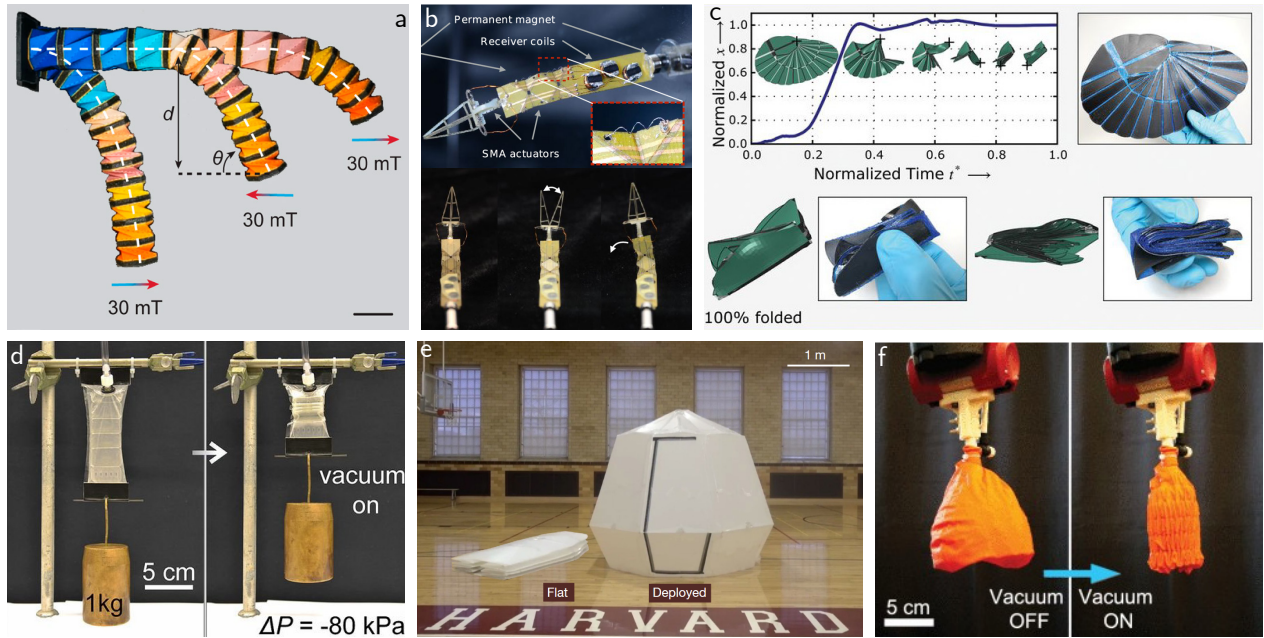 a
d
θ
30 mT
30 mT
30 mT
b
Permanent magnet
Receiver coils
SMA actuators
c
Normalized x →
1.0
0.8
0.6
0.4
0.2
0.0
0.0 0.2 0.4 0.6 0.8 1.0
Normalized Time t* →
100% folded
d
vacuum
on
5 cm
1kg
ΔP = -80 kPa
e
1 m
Flat
Deployed
HARVARD
f
Vacuum
OFF
Vacuum
ON
5 cm